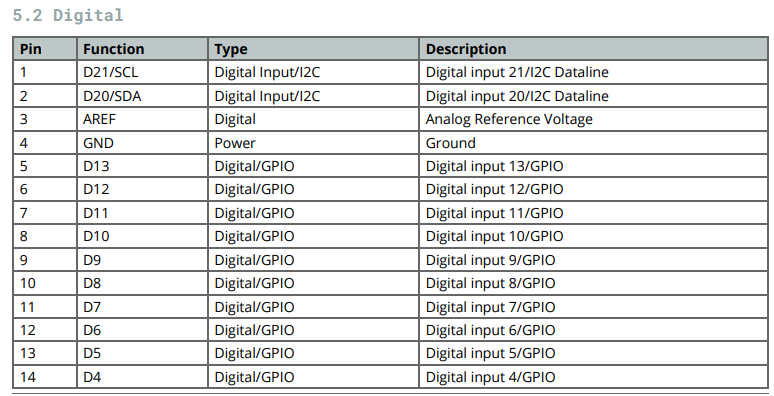 5.2 Digital
Pin Function Type Description
1 D21/SCL Digital Input/I2C Digital input 21/I2C Dataline
2 D20/SDA Digital Input/I2C Digital input 20/I2C Dataline
3 AREF Digital Analog Reference Voltage
4 GND Power Ground
5 D13 Digital/GPIO Digital input 13/GPIO
6 D12 Digital/GPIO Digital input 12/GPIO
7 D11 Digital/GPIO Digital input 11/GPIO
8 D10 Digital/GPIO Digital input 10/GPIO
9 D9 Digital/GPIO Digital input 9/GPIO
10 D8 Digital/GPIO Digital input 8/GPIO
11 D7 Digital/GPIO Digital input 7/GPIO
12 D6 Digital/GPIO Digital input 6/GPIO
13 D5 Digital/GPIO Digital input 5/GPIO
14 D4 Digital/GPIO Digital input 4/GPIO